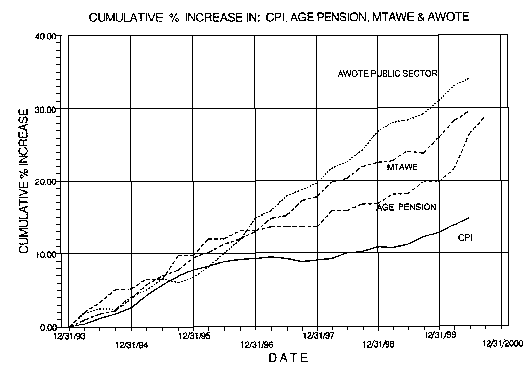 CUMULATIVE % INCREASE IN: CPI, AGE PENSION, MTAWE & AWOTE
40.00
30.00
20.00
10.00
0.00
CUMULATIVE % INCREASE
AWOTE PUBLIC SECTOR
MTAWE
AGE PENSION
CPI
12/31/93
12/31/94
12/31/95
12/31/96
12/31/97
12/31/98
12/31/99
12/31/2000
DATE